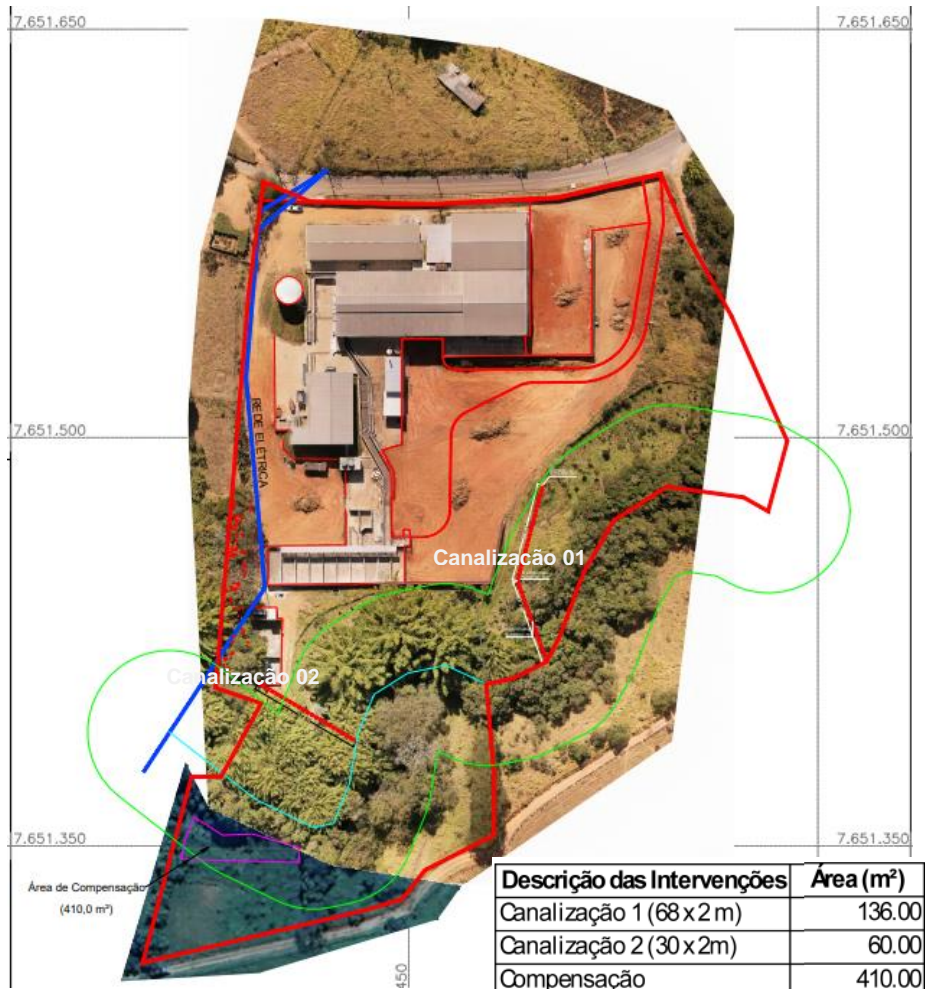 7.651.650
7.651.650
REDE ELETRICA
7.651.500
7.651.500
Canalização 01
Canalização 02
7.651.350
7.651.350
Área de Compensação
(410,0 m²)
450
Descrição das Intervenções Área (m²)
Canalização 1 (68 x 2 m) 136.00
Canalização 2 (30 x 2m) 60.00
Compensação 410.00